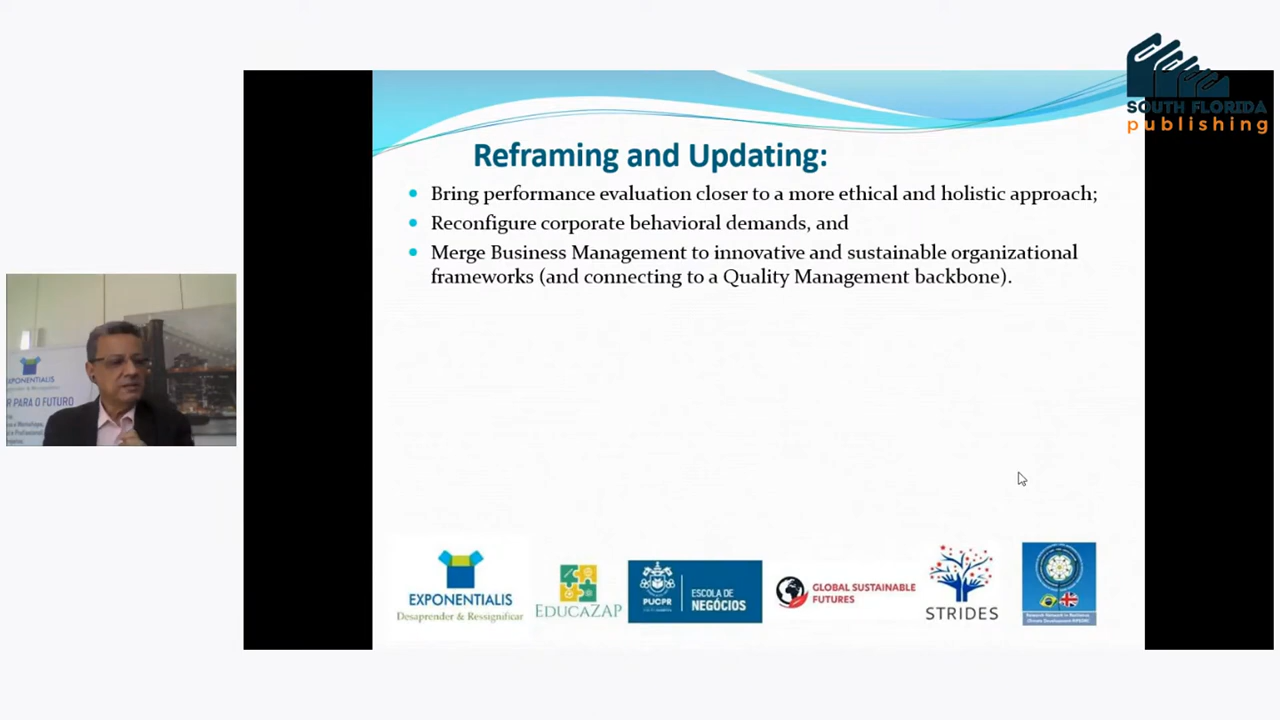 SOUTH FLORIDA
publishing
Reframing and Updating:
Bring performance evaluation closer to a more ethical and holistic approach;
Reconfigure corporate behavioral demands, and
Merge Business Management to innovative and sustainable organizational
frameworks (and connecting to a Quality Management backbone).
R PARA O FUTURO
EXPONENTIALIS
Desaprender & Ressignificar
EDUCAZAP
PUCPR
ESCOLA DE
NEGÓCIOS
GLOBAL SUSTAINABLE
FUTURES
STRIDES